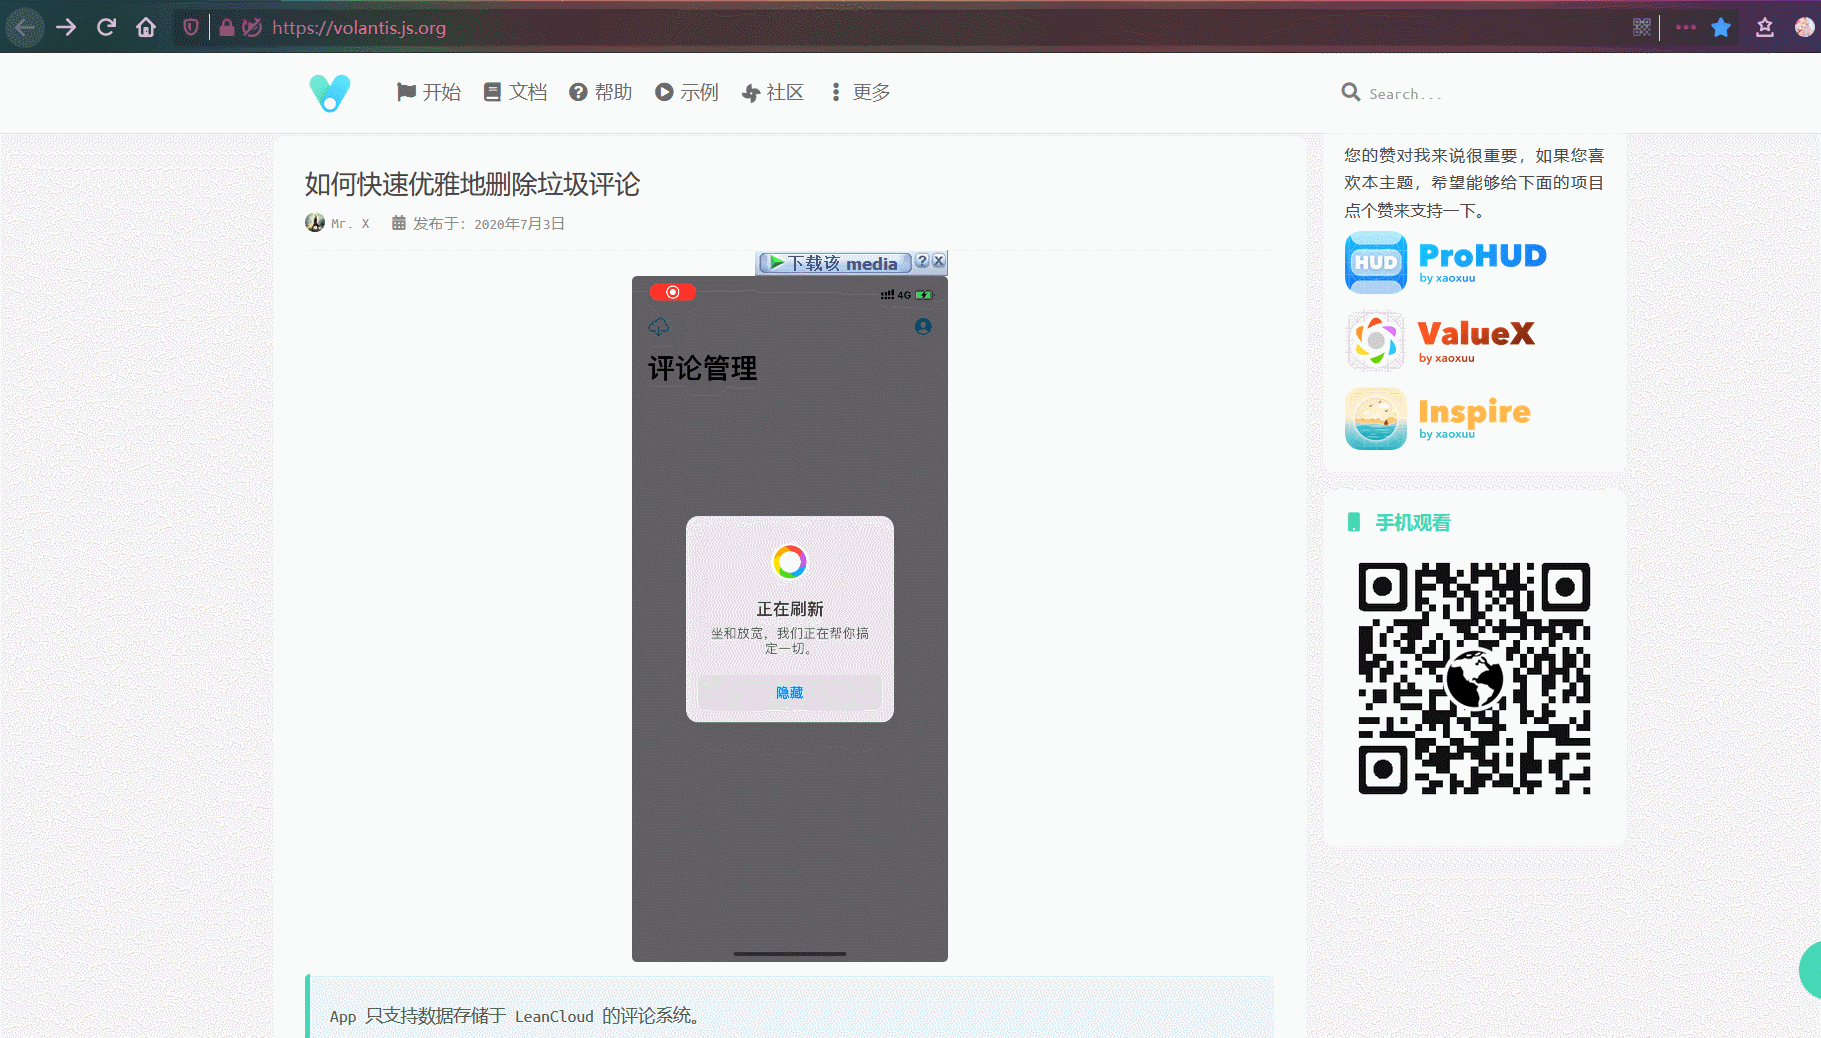 https://volantis.js.org
开始 文档 帮助 示例 社区 更多
Search...
如何快速优雅地删除垃圾评论
Mr. X 发布于：2020年7月3日
下载该 media
4G
评论管理
正在刷新
坐和放宽，我们正在帮你搞
定一切。
隐藏
App 只支持数据存储于 LeanCloud 的评论系统。
您的赞对我来说很重要，如果您喜
欢本主题，希望能够给下面的项目
点个赞来支持一下。
HUD
ProHUD
by xaoxuu
ValueX
by xaoxuu
Inspire
by xaoxuu
手机观看